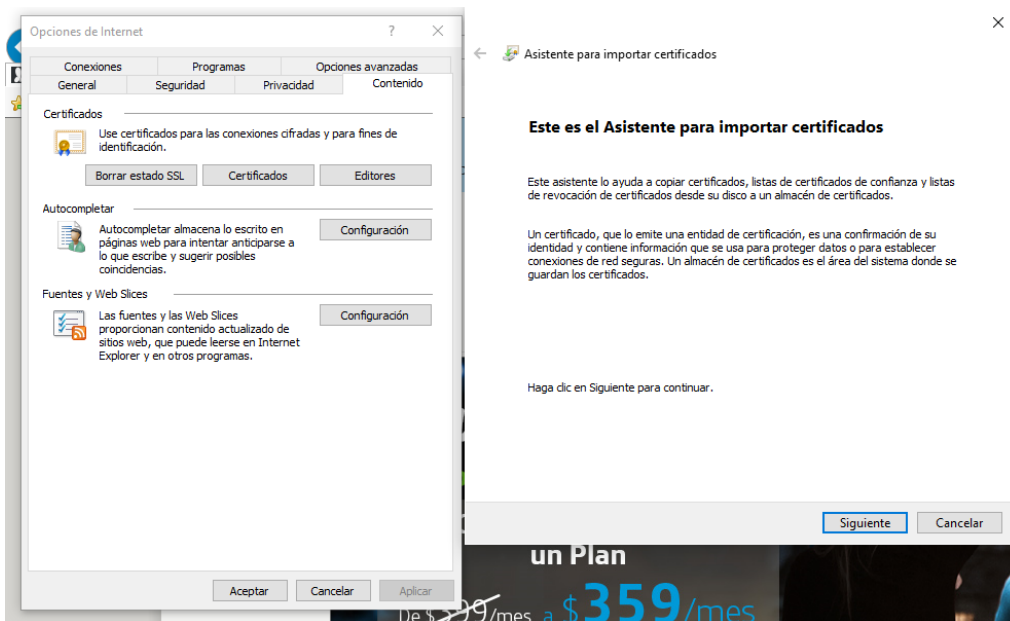 Opciones de Internet
?
Conexiones
Programas
Opciones avanzadas
General
Seguridad
Privacidad
Contenido
Certificados
Use certificados para las conexiones cifradas y para fines de
identificación.
Borrar estado SSL
Certificados
Editores
Autocompletar
Autocompletar almacena lo escrito en
páginas web para intentar anticiparse a
lo que escribe y sugerir posibles
coincidencias.
Configuración
Fuentes y Web Slices
Las fuentes y las Web Slices
proporcionan contenido actualizado de
sitios web, que puede leerse en Internet
Explorer y en otros programas.
Configuración
Aceptar
Cancelar
Aplicar
Asistente para importar certificados
Este es el Asistente para importar certificados
Este asistente lo ayuda a copiar certificados, listas de certificados de confianza y listas
de revocación de certificados desde su disco a un almacén de certificados.
Un certificado, que lo emite una entidad de certificación, es una confirmación de su
identidad y contiene información que se usa para proteger datos o para establecer
conexiones de red seguras. Un almacén de certificados es el área del sistema donde se
guardan los certificados.
Haga clic en Siguiente para continuar.
Siguiente
Cancelar
un Plan
De $399/mes a $359/mes